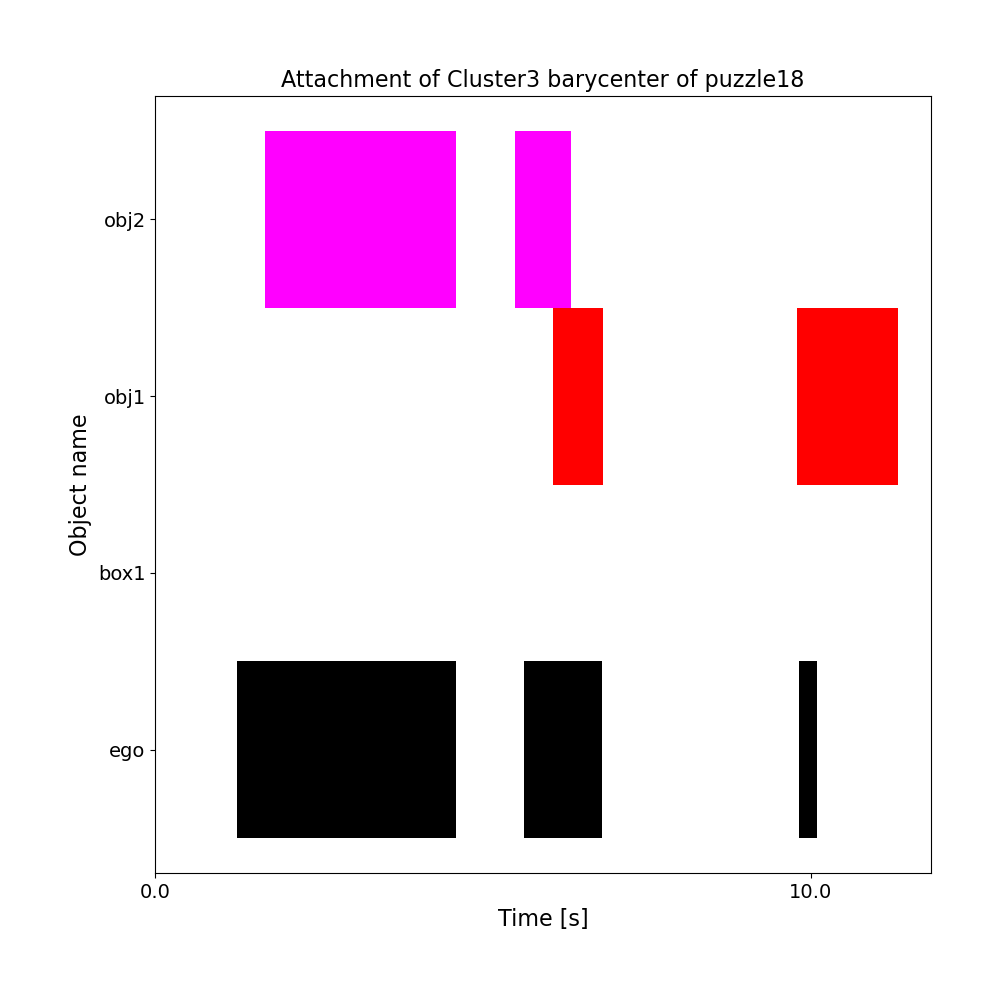 Attachment of Cluster3 barycenter of puzzle18
obj2
obj1
box1
ego
Object name
0.0
10.0
Time [s]